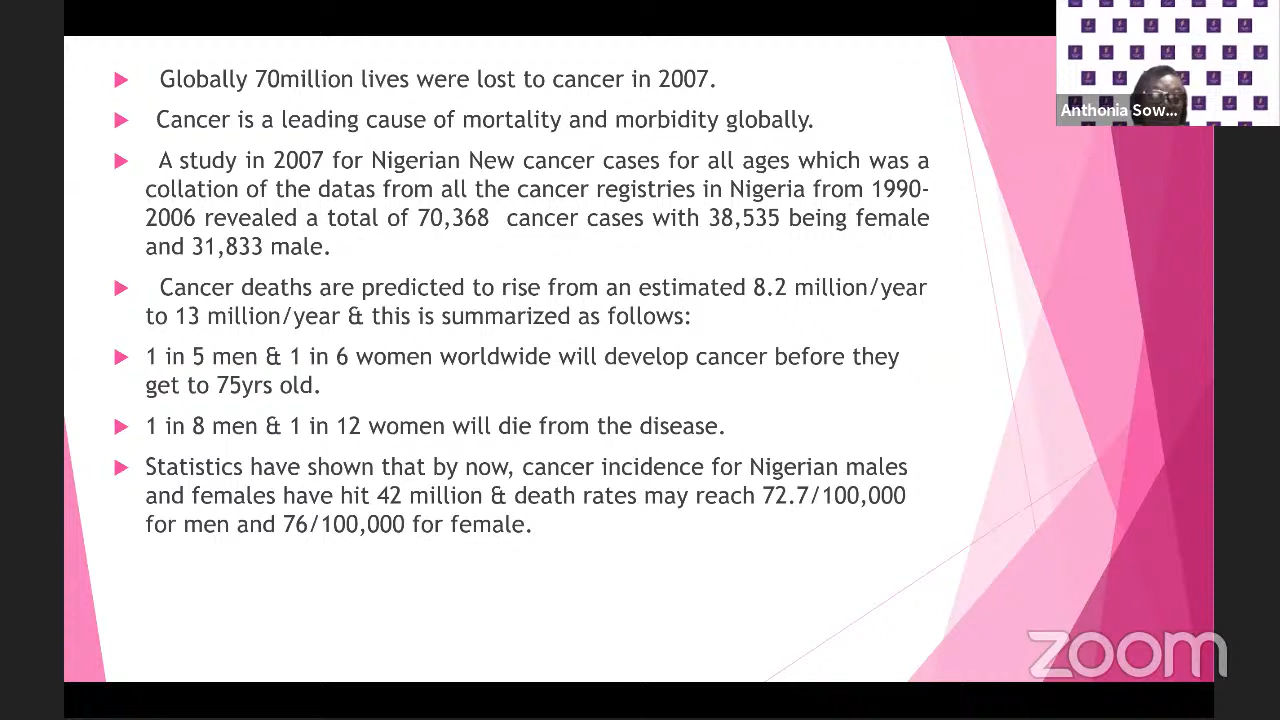 Globally 70million lives were lost to cancer in 2007.
Cancer is a leading cause of mortality and morbidity globally.
A study in 2007 for Nigerian New cancer cases for all ages which was a
collation of the datas from all the cancer registries in Nigeria from 1990-
2006 revealed a total of 70,368 cancer cases with 38,535 being female
and 31,833 male.
Cancer deaths are predicted to rise from an estimated 8.2 million/year
to 13 million/year & this is summarized as follows:
1 in 5 men & 1 in 6 women worldwide will develop cancer before they
get to 75yrs old.
1 in 8 men & 1 in 12 women will die from the disease.
Statistics have shown that by now, cancer incidence for Nigerian males
and females have hit 42 million & death rates may reach 72.7/100,000
for men and 76/100,000 for female.
Anthonia Sow...
zoom